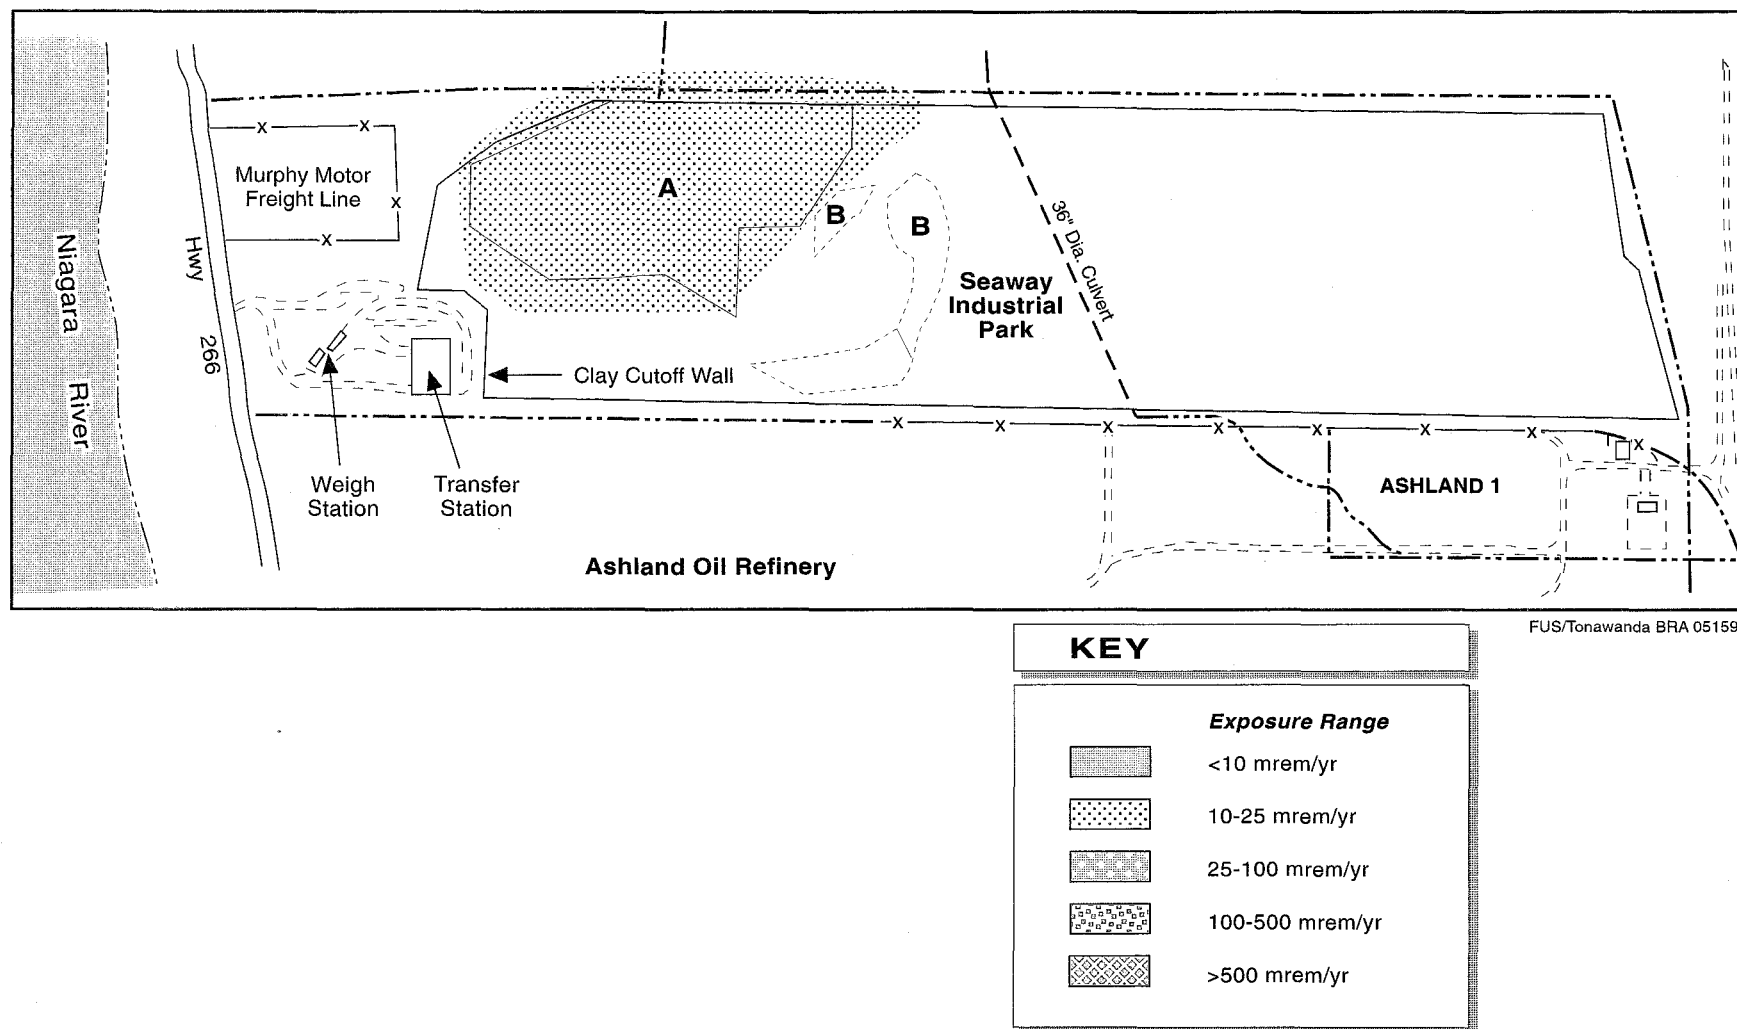 Murphy Motor
Freight Line
A
B
B
Niagara
River
Hwy
266
36" Dia. Culvert
Seaway
Industrial
Park
Clay Cutoff Wall
Weigh
Station
Transfer
Station
ASHLAND 1
Ashland Oil Refinery
FUS/Tonawanda BRA 05159
KEY
Exposure Range
<10 mrem/yr
10-25 mrem/yr
25-100 mrem/yr
100-500 mrem/yr
>500 mrem/yr